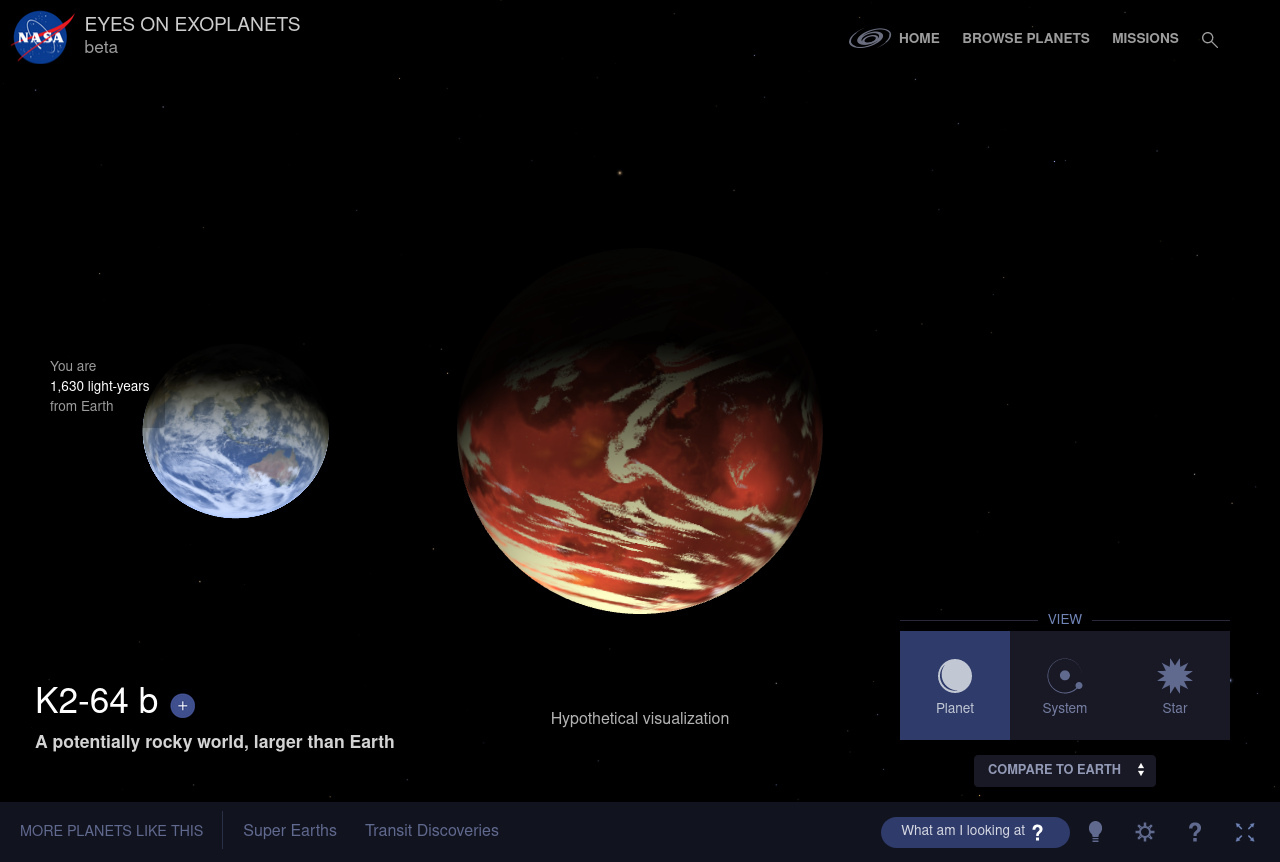 NASA
EYES ON EXOPLANETS
beta
HOME
BROWSE PLANETS
MISSIONS
You are
1,630 light-years
from Earth
K2-64 b
+
A potentially rocky world, larger than Earth
Hypothetical visualization
VIEW
Planet
System
Star
COMPARE TO EARTH
MORE PLANETS LIKE THIS
Super Earths
Transit Discoveries
What am I looking at ?
?